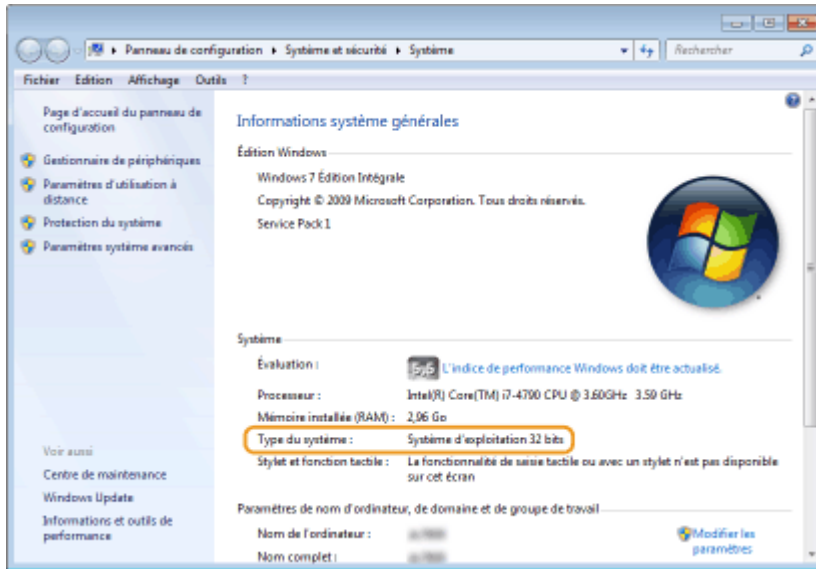 Panneau de configuration ▸ Système et sécurité ▸ Système
Rechercher
Fichier Edition Affichage Outils ?
Page d'accueil du panneau de
configuration
Gestionnaire de périphériques
Paramètres d'utilisation à
distance
Protection du système
Paramètres système avancés
Voir aussi
Centre de maintenance
Windows Update
Informations et outils de
performance
Informations système générales
Édition Windows
Windows 7 Édition Intégrale
Copyright © 2009 Microsoft Corporation. Tous droits réservés.
Service Pack 1
Système
Évaluation :
5,6 L'indice de performance Windows doit être actualisé.
Processeur : Intel(R) Core(TM) i7-4790 CPU @ 3.60GHz 3.59 GHz
Mémoire installée (RAM) : 2,96 Go
Type du système : Système d'exploitation 32 bits
Stylet et fonction tactile : La fonctionnalité de saisie tactile ou avec un stylet n'est pas disponible
sur cet écran
Paramètres de nom d'ordinateur, de domaine et de groupe de travail
Nom de l'ordinateur :
Modifier les
paramètres
Nom complet :